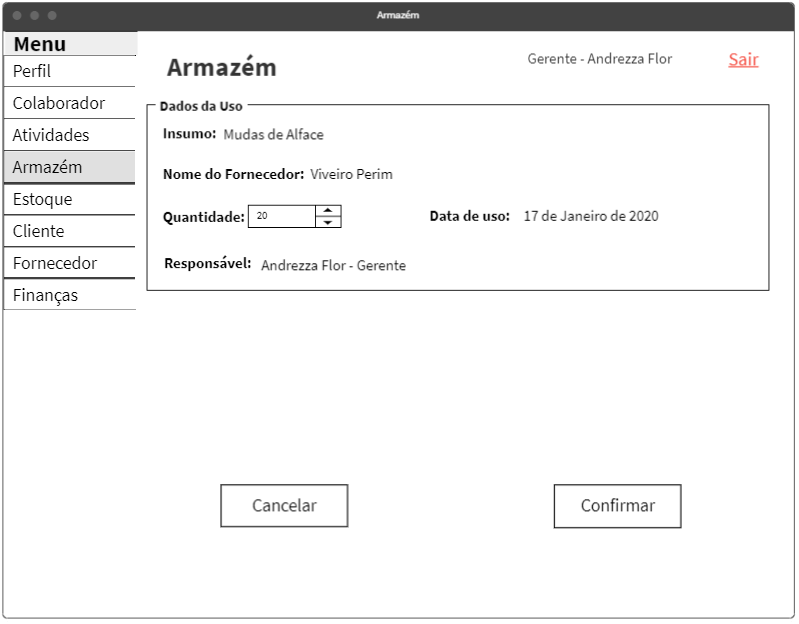 Armazém
Menu
Perfil
Colaborador
Atividades
Armazém
Estoque
Cliente
Fornecedor
Finanças
Armazém
Gerente - Andrezza Flor
Sair
Dados da Uso
Insumo: Mudas de Alface
Nome do Fornecedor: Viveiro Perim
Quantidade: 20 Data de uso: 17 de Janeiro de 2020
Responsável: Andrezza Flor - Gerente
Cancelar
Confirmar